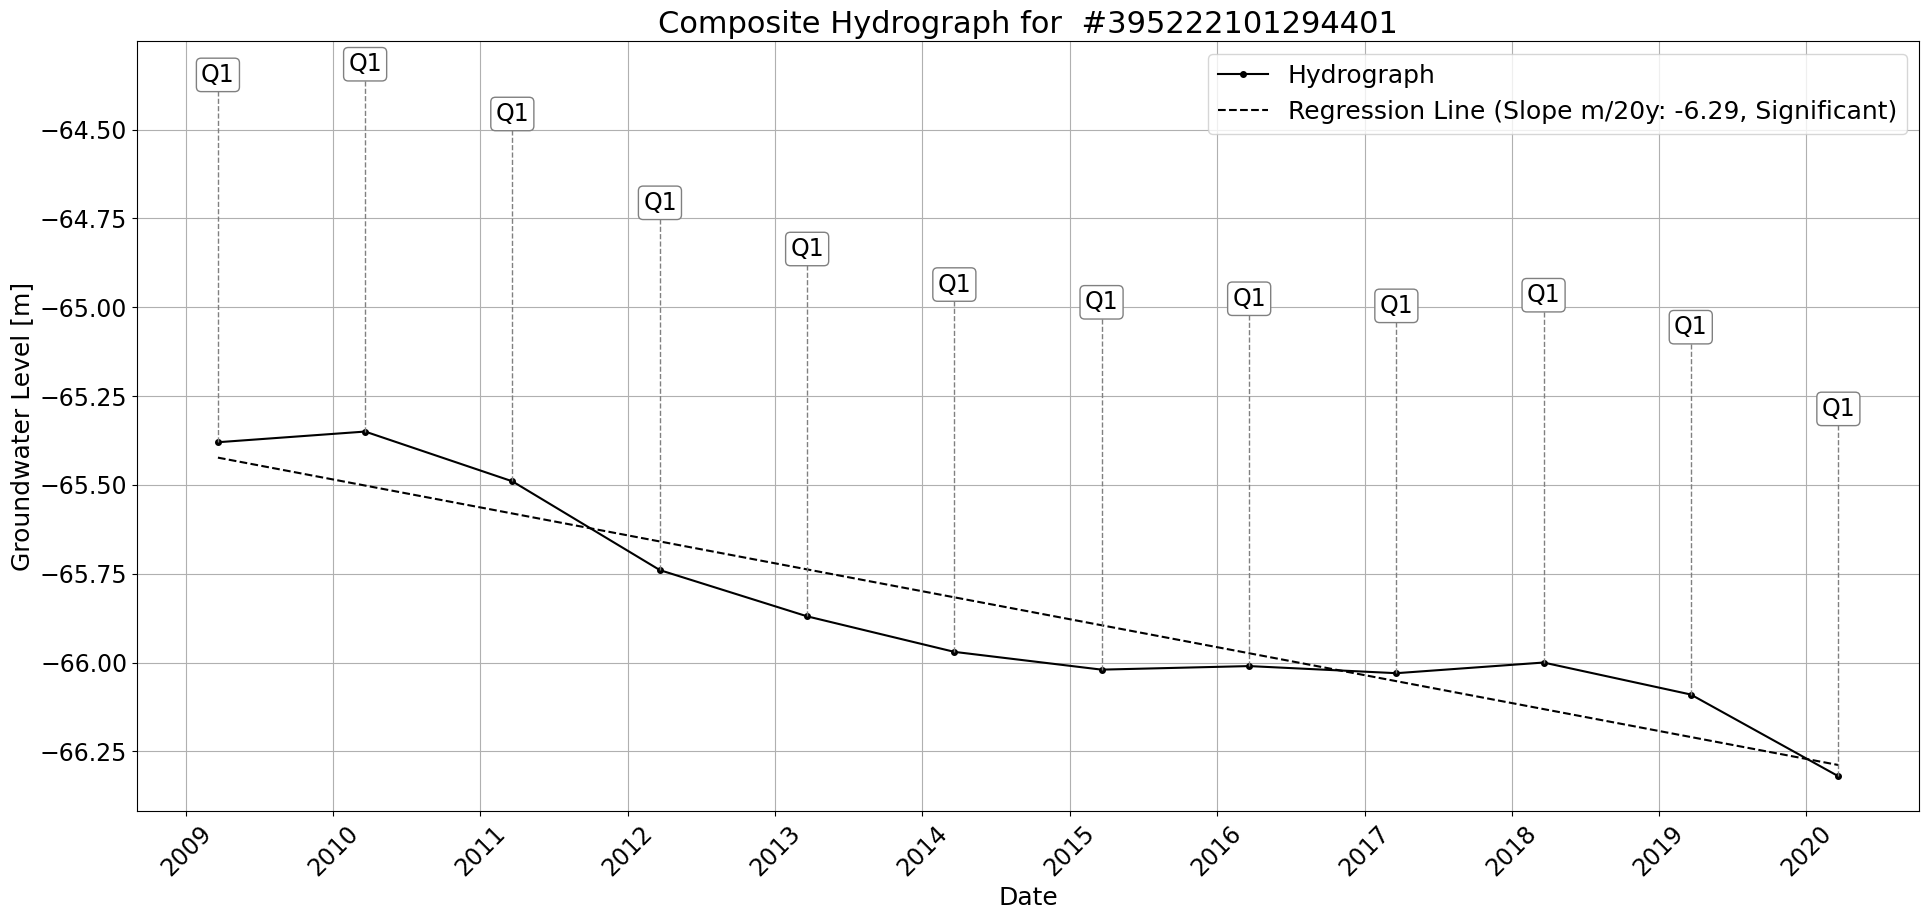 Composite Hydrograph for  #395222101294401
Hydrograph
Regression Line (Slope m/20y: -6.29, Significant)
Q1
Q1
Q1
Q1
Q1
Q1
Q1
Q1
Q1
Q1
Q1
Q1
Groundwater Level [m]
−64.50
−64.75
−65.00
−65.25
−65.50
−65.75
−66.00
−66.25
2009
2010
2011
2012
2013
2014
2015
2016
2017
2018
2019
2020
Date